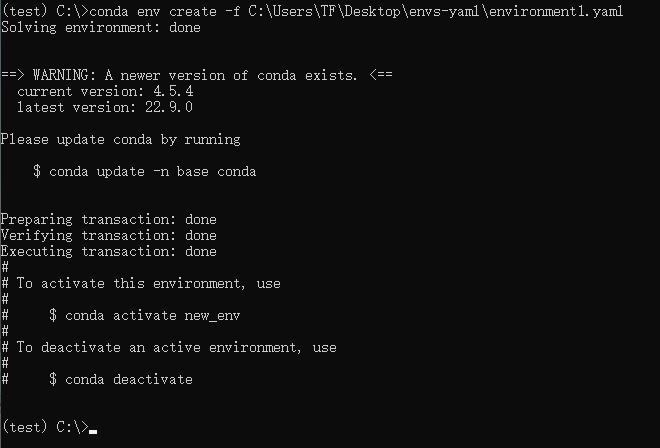 (test) C:\>conda env create -f C:\Users\TF\Desktop\envs-yaml\environment1.yaml
Solving environment: done
==> WARNING: A newer version of conda exists. <==
  current version: 4.5.4
  latest version: 22.9.0
Please update conda by running
    $ conda update -n base conda
Preparing transaction: done
Verifying transaction: done
Executing transaction: done
#
# To activate this environment, use
#
#     $ conda activate new_env
#
# To deactivate an active environment, use
#
#     $ conda deactivate
(test) C:\>